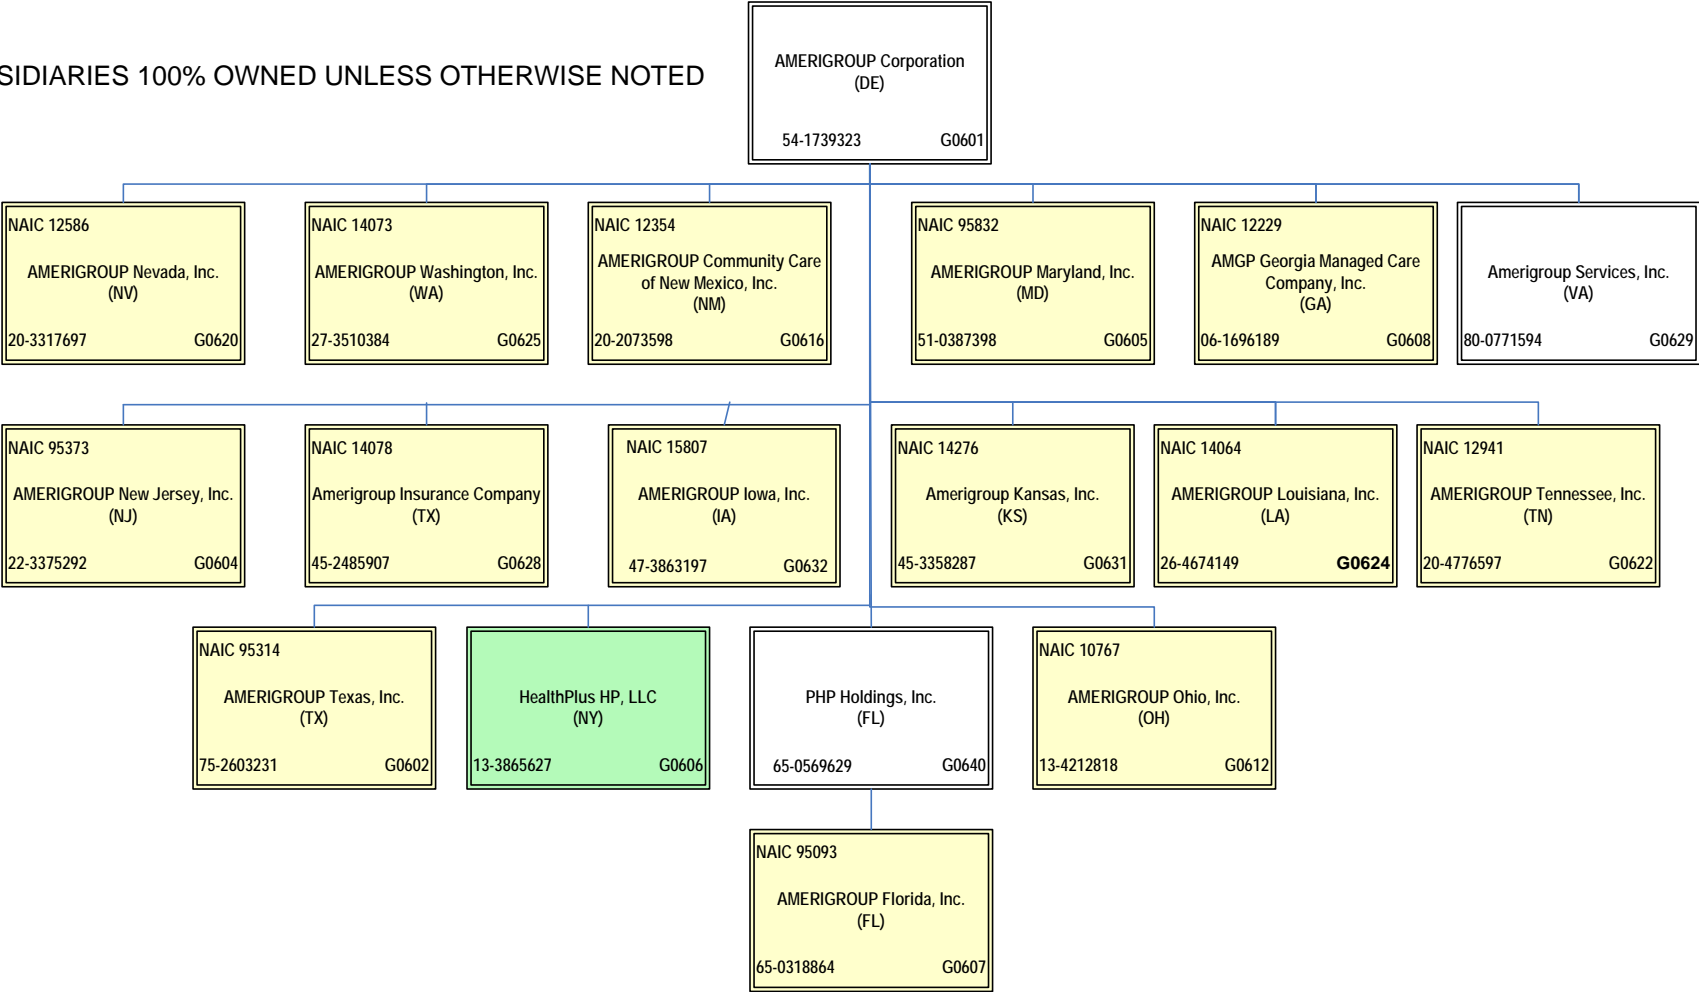 SIDIARIES 100% OWNED UNLESS OTHERWISE NOTED
AMERIGROUP Corporation
(DE)
54-1739323 G0601
NAIC 12586
AMERIGROUP Nevada, Inc.
(NV)
20-3317697 G0620
NAIC 14073
AMERIGROUP Washington, Inc.
(WA)
27-3510384 G0625
NAIC 12354
AMERIGROUP Community Care
of New Mexico, Inc.
(NM)
20-2073598 G0616
NAIC 95832
AMERIGROUP Maryland, Inc.
(MD)
51-0387398 G0605
NAIC 12229
AMGP Georgia Managed Care
Company, Inc.
(GA)
06-1696189 G0608
Amerigroup Services, Inc.
(VA)
80-0771594 G0629
NAIC 95373
AMERIGROUP New Jersey, Inc.
(NJ)
22-3375292 G0604
NAIC 14078
Amerigroup Insurance Company
(TX)
45-2485907 G0628
NAIC 15807
AMERIGROUP Iowa, Inc.
(IA)
47-3863197 G0632
NAIC 14276
Amerigroup Kansas, Inc.
(KS)
45-3358287 G0631
NAIC 14064
AMERIGROUP Louisiana, Inc.
(LA)
26-4674149 G0624
NAIC 12941
AMERIGROUP Tennessee, Inc.
(TN)
20-4776597 G0622
NAIC 95314
AMERIGROUP Texas, Inc.
(TX)
75-2603231 G0602
HealthPlus HP, LLC
(NY)
13-3865627 G0606
PHP Holdings, Inc.
(FL)
65-0569629 G0640
NAIC 10767
AMERIGROUP Ohio, Inc.
(OH)
13-4212818 G0612
NAIC 95093
AMERIGROUP Florida, Inc.
(FL)
65-0318864 G0607